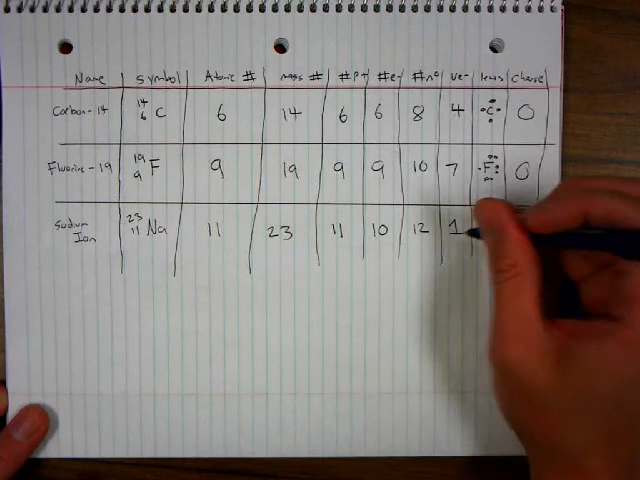 Name Symbol Atomic # mass # #P+ #e- #n° ve- lewis Charge
Carbon-14 14 6 C 6 14 6 6 8 4 ·C· 0
Fluorine-19 19 9 F 9 19 9 9 10 7 ·F: 0
Sodium Ion 23 11 Na 11 23 11 10 12 1